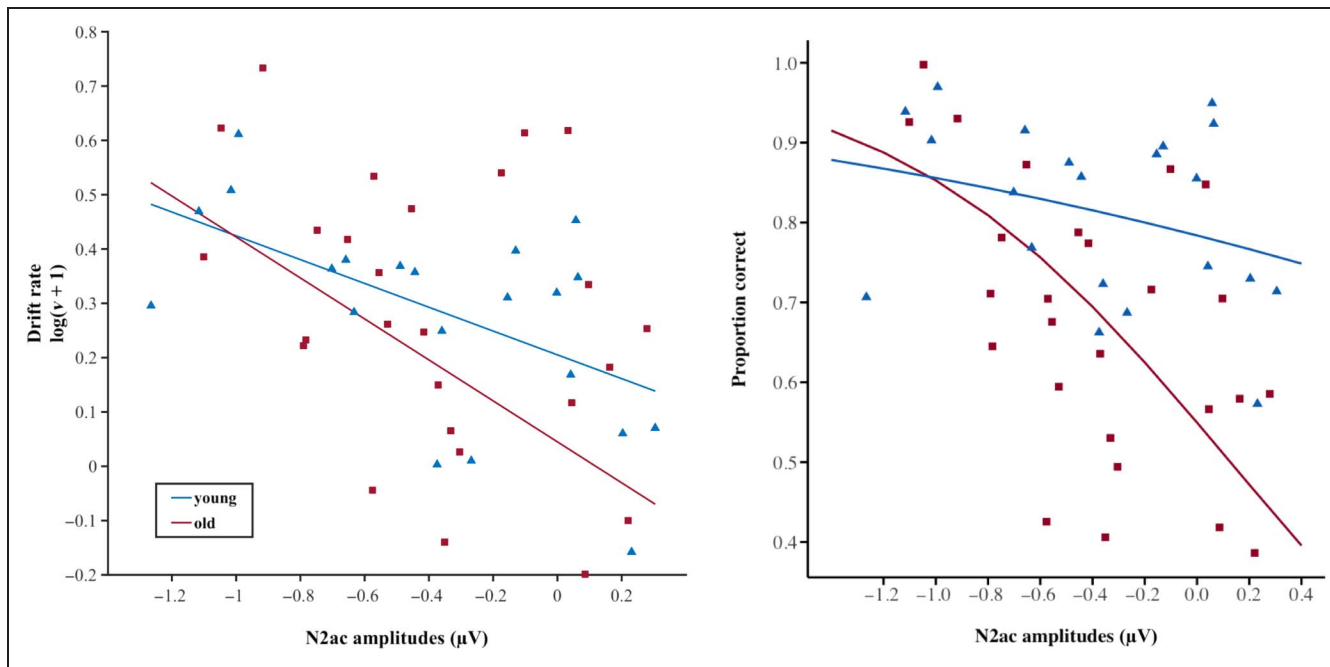 0.8
0.7
0.6
0.5
0.4
0.3
0.2
0.1
0
−0.1
−0.2
Drift rate
log(v + 1)
young
old
−1.2 −1 −0.8 −0.6 −0.4 −0.2 0 0.2
N2ac amplitudes (μV)
1.0
0.9
0.8
0.7
0.6
0.5
0.4
Proportion correct
−1.2 −1.0 −0.8 −0.6 −0.4 −0.2 0.0 0.2 0.4
N2ac amplitudes (μV)